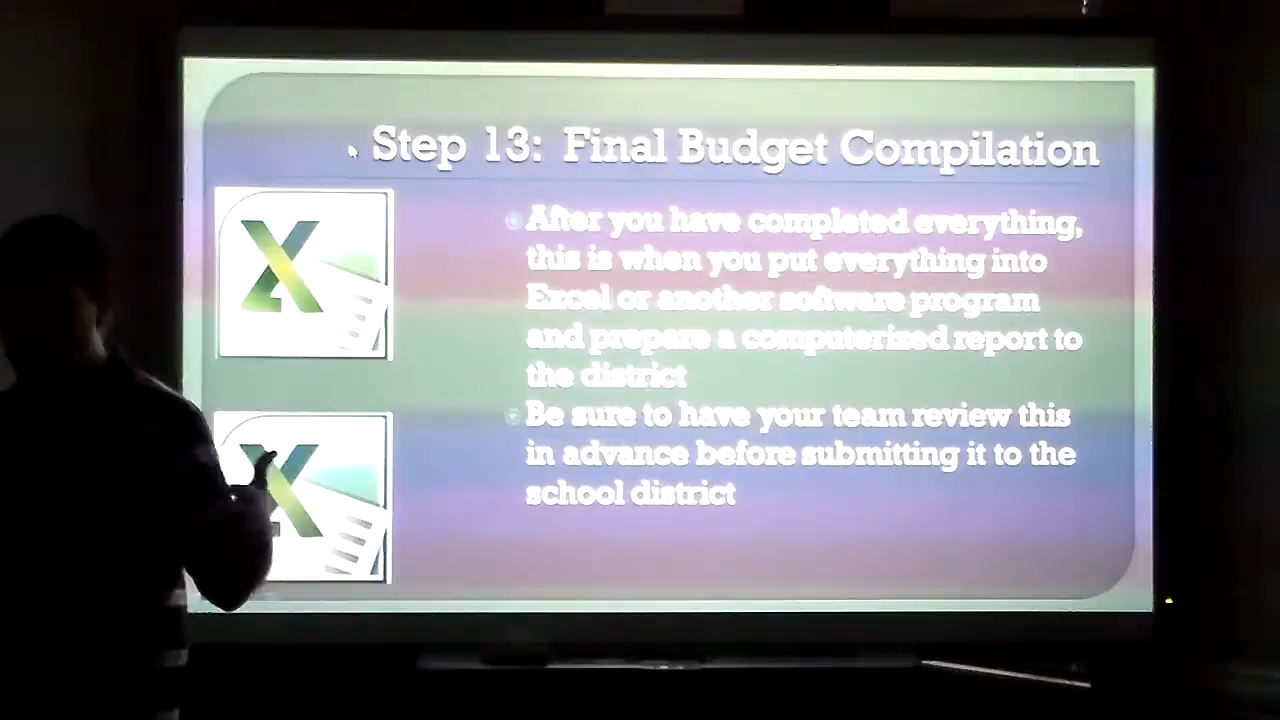 Step 13: Final Budget Compilation
After you have completed everything,
this is when you put everything into
Excel or another software program
and prepare a computerized report to
the district
Be sure to have your team review this
in advance before submitting it to the
school district